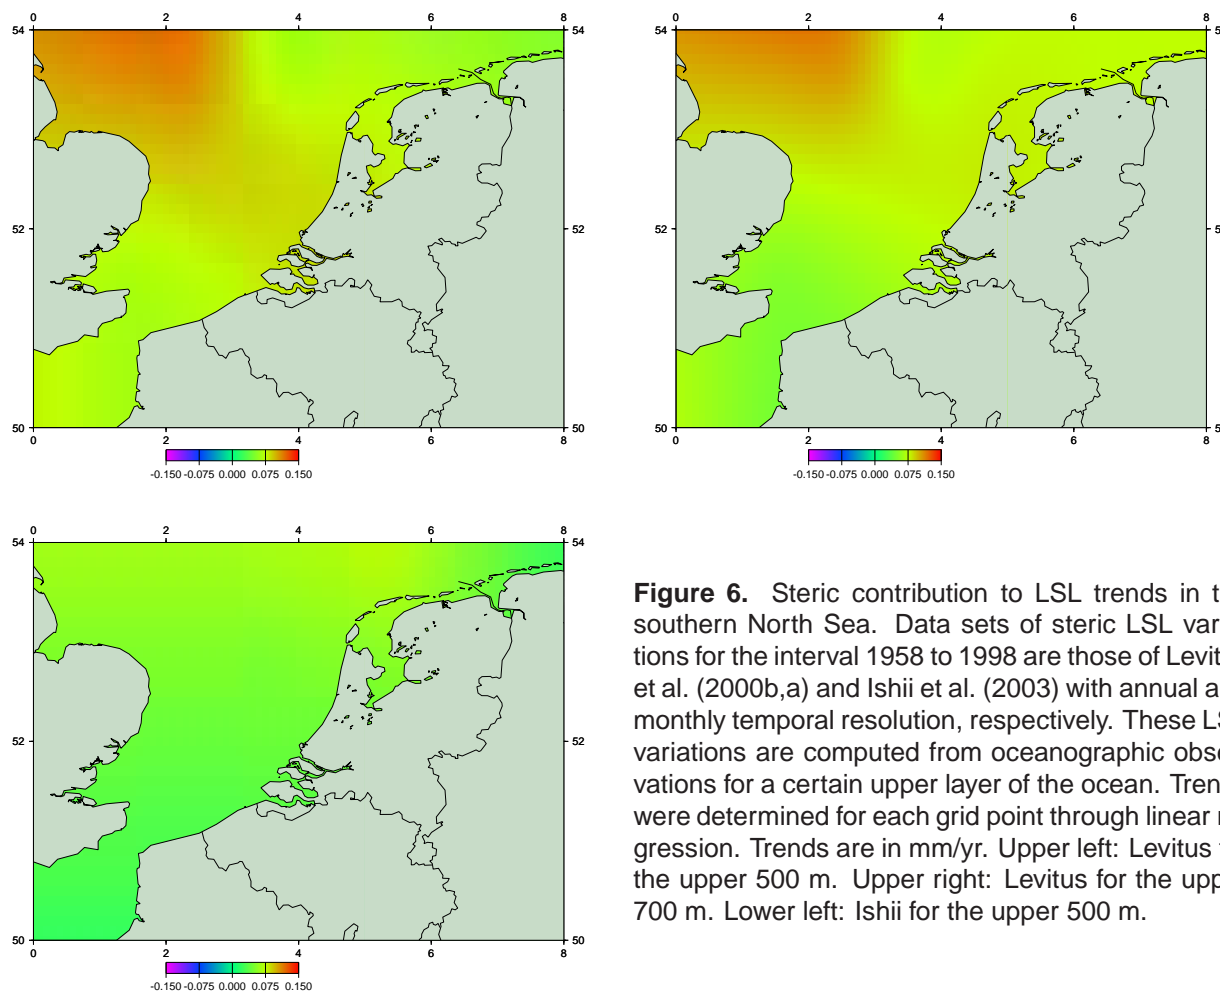 0 2 4 6 8
0 2 4 6 8
54 54
54
52 52
52
50 50
50
0 2 4 6 8
0 2 4 6 8
-0.150 -0.075 0.000 0.075 0.150
-0.150 -0.075 0.000 0.075 0.150
0 2 4 6 8
54 54
52 52
50 50
0 2 4 6 8
-0.150 -0.075 0.000 0.075 0.150
Figure 6. Steric contribution to LSL trends in t
southern North Sea. Data sets of steric LSL var
tions for the interval 1958 to 1998 are those of Levit
et al. (2000b,a) and Ishii et al. (2003) with annual a
monthly temporal resolution, respectively. These LS
variations are computed from oceanographic obse
vations for a certain upper layer of the ocean. Tren
were determined for each grid point through linear r
gression. Trends are in mm/yr. Upper left: Levitus
the upper 500 m. Upper right: Levitus for the upp
700 m. Lower left: Ishii for the upper 500 m.